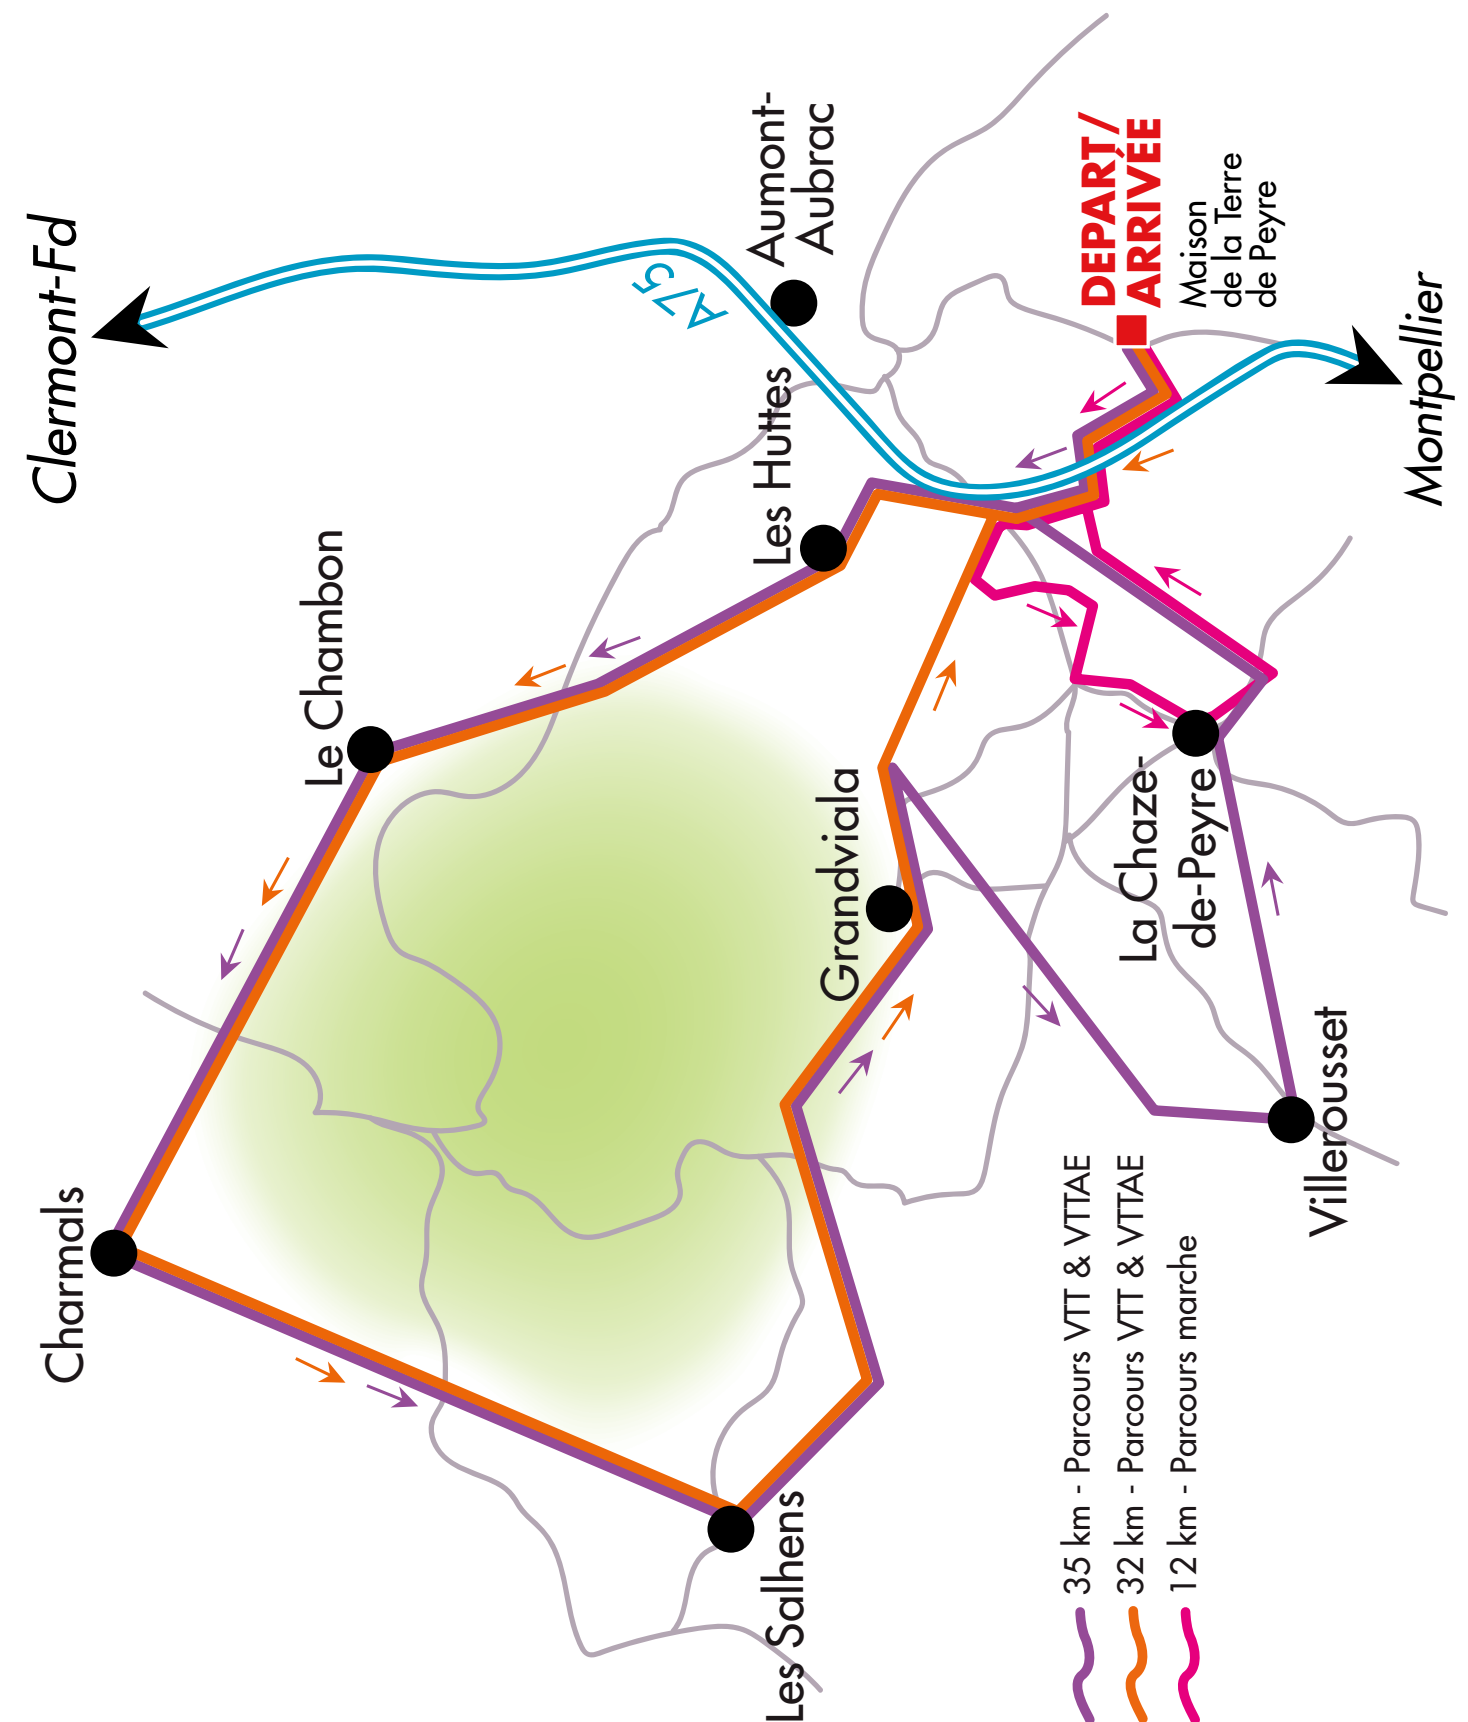 Clermont-Fd
A75
Aumont-
Aubrac
DEPART/
ARRIVÉE
Maison
de la Terre
de Peyre
Montpellier
Les Huttes
Le Chambon
Grandviala
La Chaze-
de-Peyre
Charmals
Villerousset
Les Salhens
35 km - Parcours VTT & VTTAE
32 km - Parcours VTT & VTTAE
12 km - Parcours marche